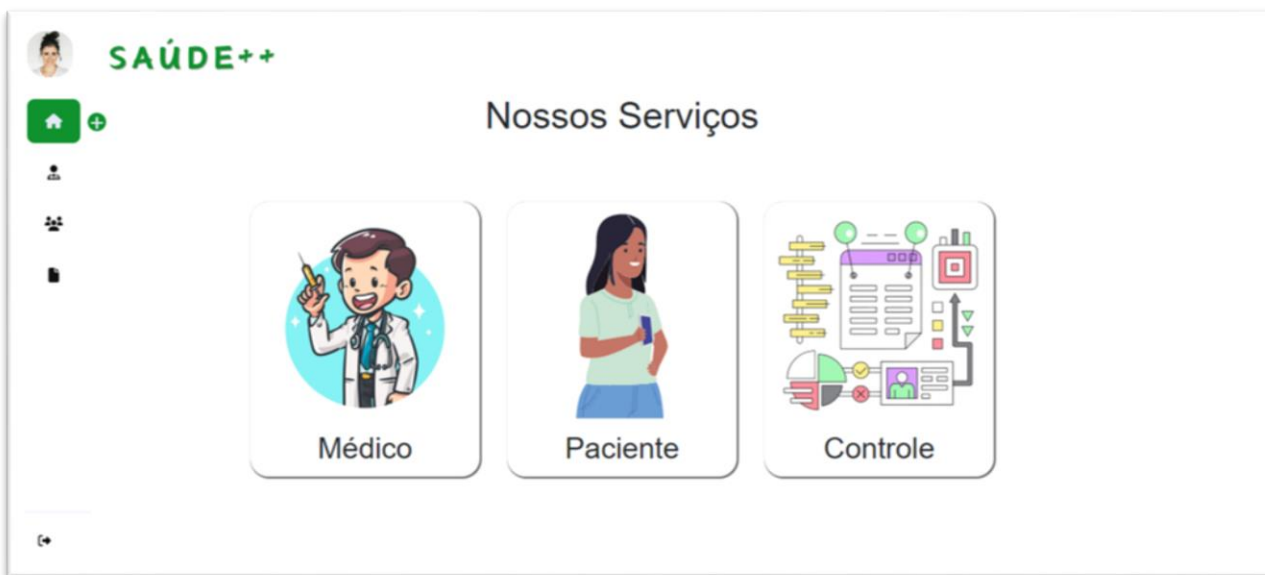 SAÚDE++
Nossos Serviços
Médico
Paciente
Controle